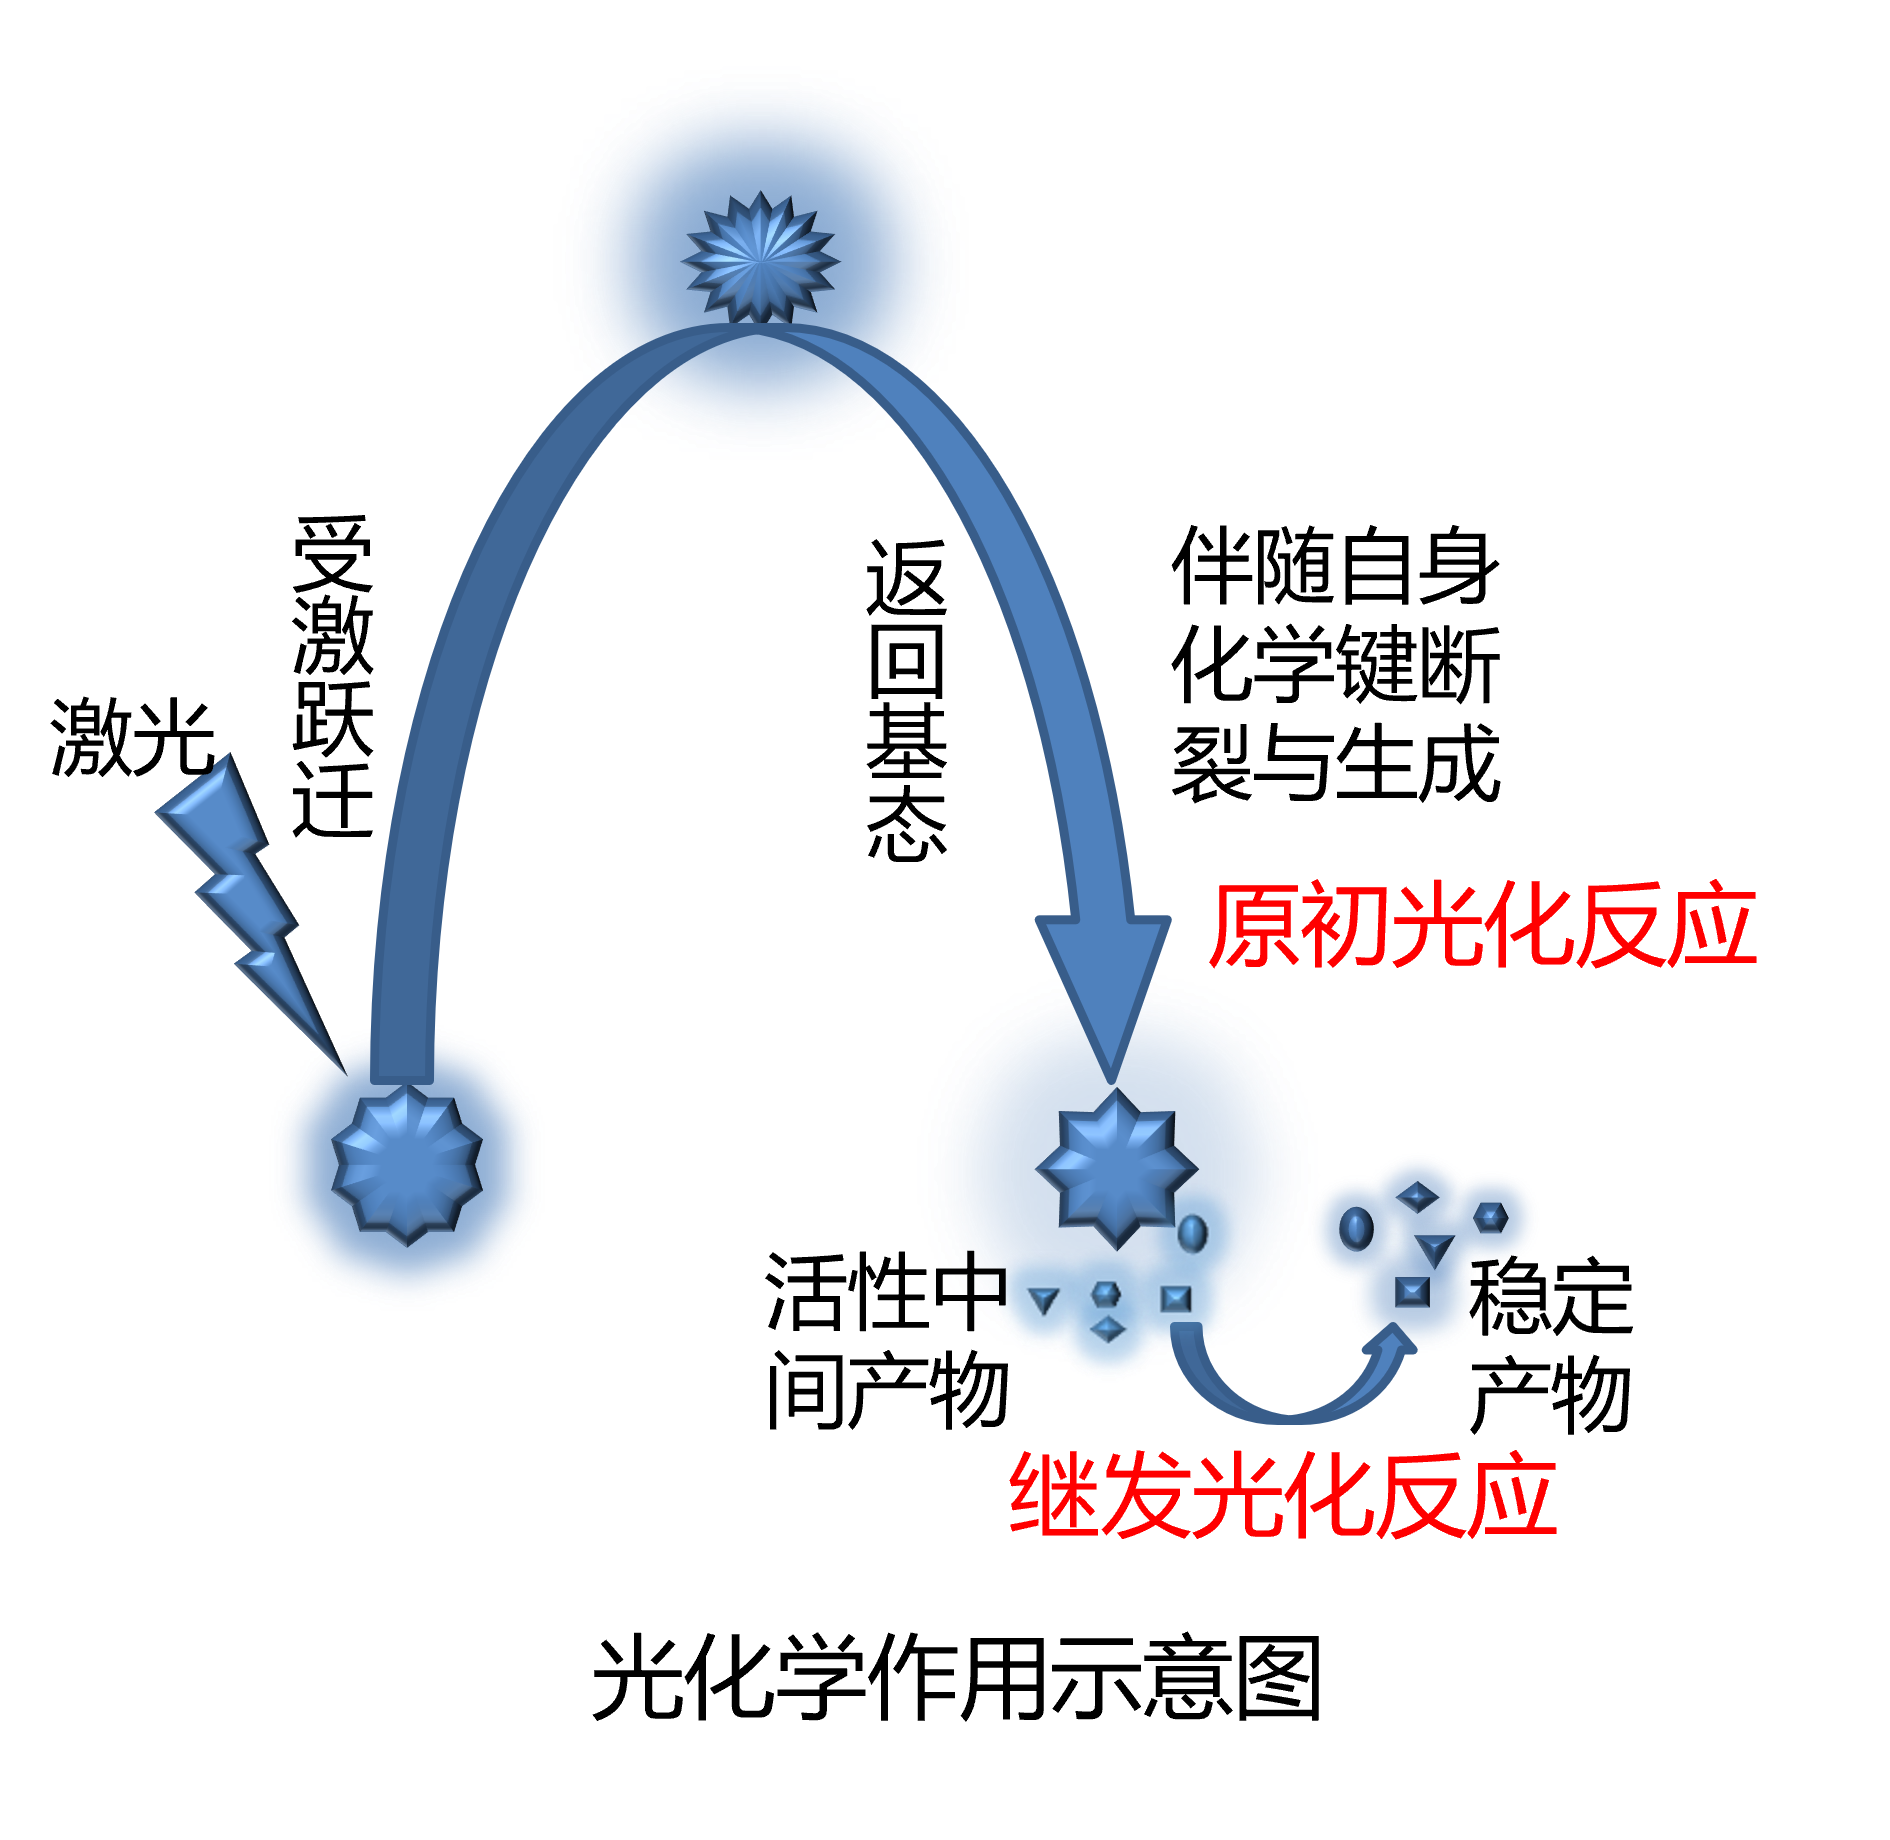 激光
受激跃迁
返回基态
伴随自身
化学键断
裂与生成
原初光化反应
活性中
间产物
稳定
产物
继发光化反应
光化学作用示意图